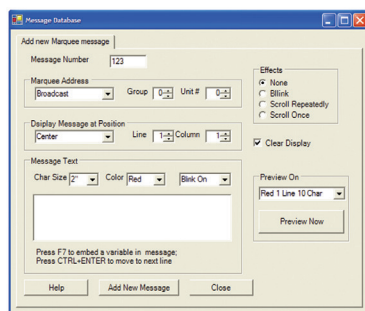 Message Database
Add new Marquee message
Message Number 123
Marquee Address
Broadcast Group 0 Unit # 0
Effects
None
Bllink
Scroll Repeatedly
Scroll Once
Dsiplay Message at Position
Center Line 1 Column 1
Clear Display
Message Text
Char Size 2" Color Red Blink On
Preview On
Red 1 Line 10 Char
Preview Now
Press F7 to embed a variable in message;
Press CTRL+ENTER to move to next line
Help Add New Message Close